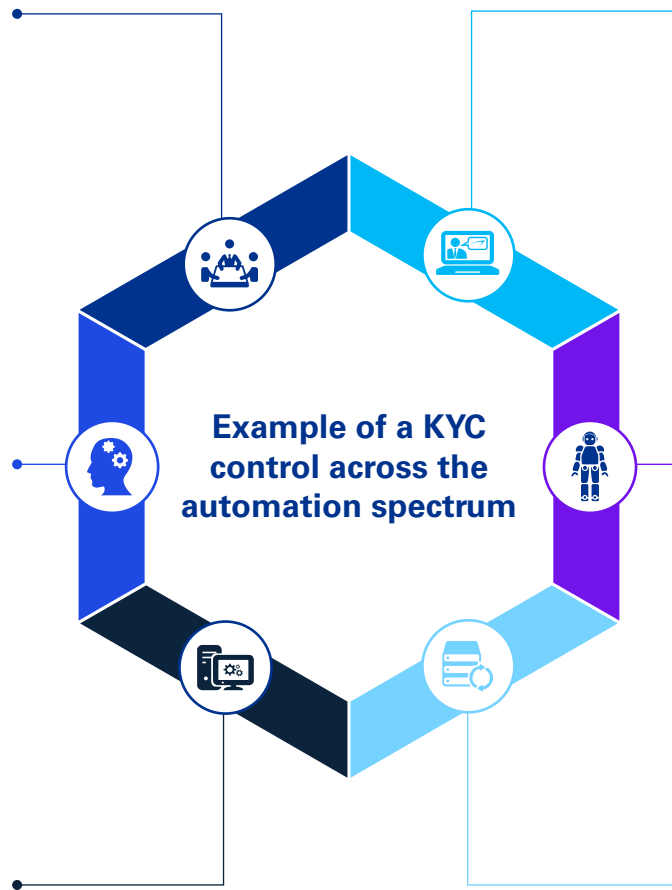 Example of a KYC
control across the
automation spectrum